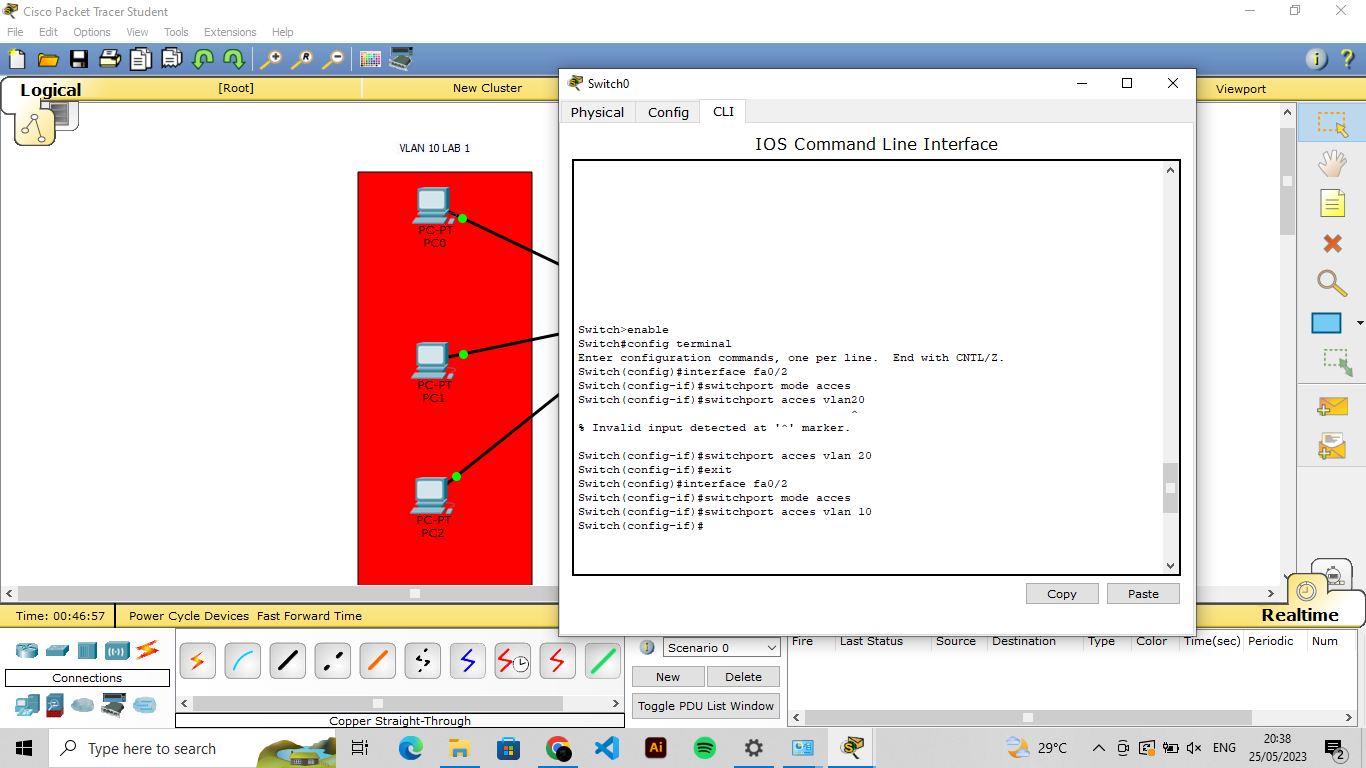 Cisco Packet Tracer Student
File Edit Options View Tools Extensions Help
Logical
[Root]
New Cluster
Viewport
VLAN 10 LAB 1
PC-PT
PC0
PC-PT
PC1
PC-PT
PC2
Switch0
Physical Config CLI
IOS Command Line Interface
Switch>enable
Switch#config terminal
Enter configuration commands, one per line.  End with CNTL/Z.
Switch(config)#interface fa0/2
Switch(config-if)#switchport mode acces
Switch(config-if)#switchport acces vlan20
^
% Invalid input detected at '^' marker.
Switch(config-if)#switchport acces vlan 20
Switch(config-if)#exit
Switch(config)#interface fa0/2
Switch(config-if)#switchport mode acces
Switch(config-if)#switchport acces vlan 10
Switch(config-if)#
Copy Paste
Time: 00:46:57
Power Cycle Devices Fast Forward Time
Realtime
Connections
Copper Straight-Through
Scenario 0
New Delete
Toggle PDU List Window
Fire Last Status Source Destination Type Color Time(sec) Periodic Num
Type here to search
Ai
29°C
ENG
20:38
25/05/2023
2